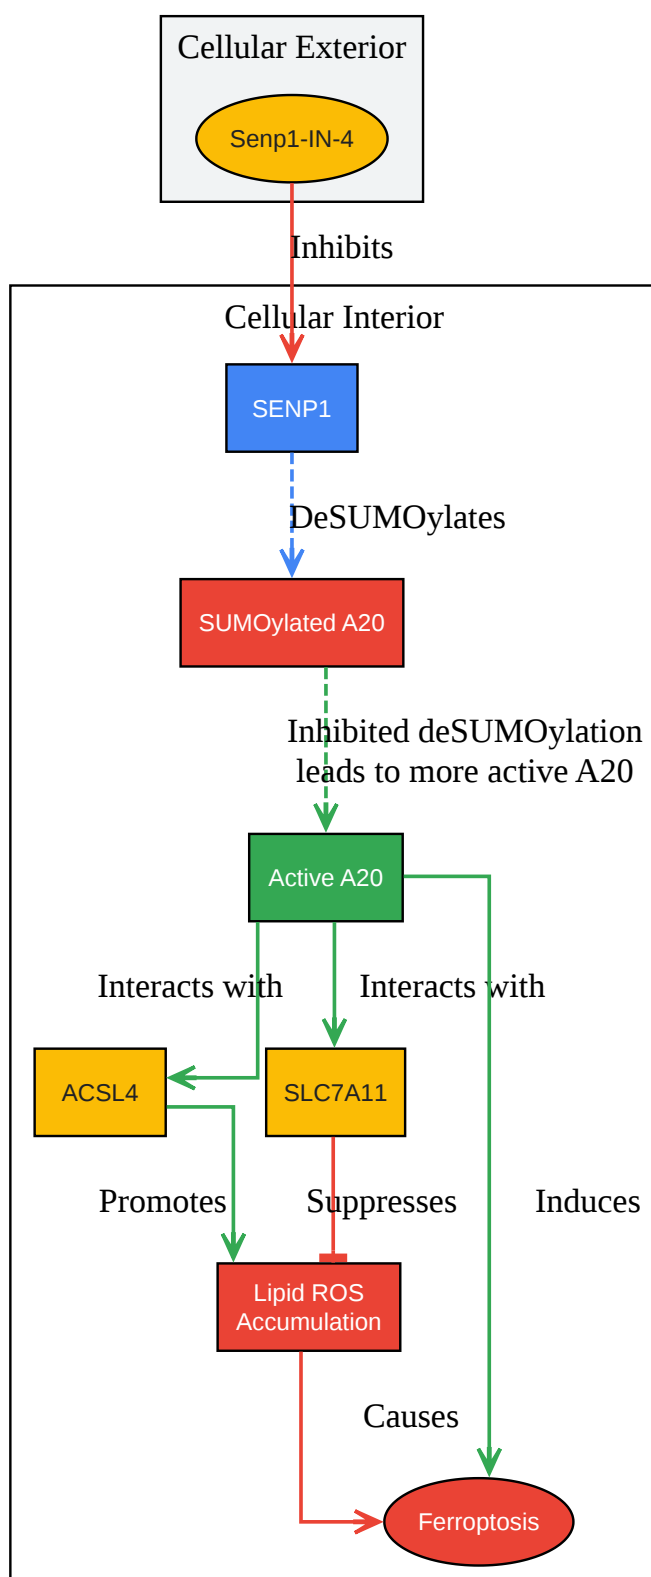 Cellular Exterior
Senp1-IN-4
Inhibits
Cellular Interior
SENP1
DeSUMOylates
SUMOylated A20
Inhibited deSUMOylation
leads to more active A20
Active A20
Interacts with
Interacts with
ACSL4
SLC7A11
Promotes
Suppresses
Induces
Lipid ROS
Accumulation
Causes
Ferroptosis